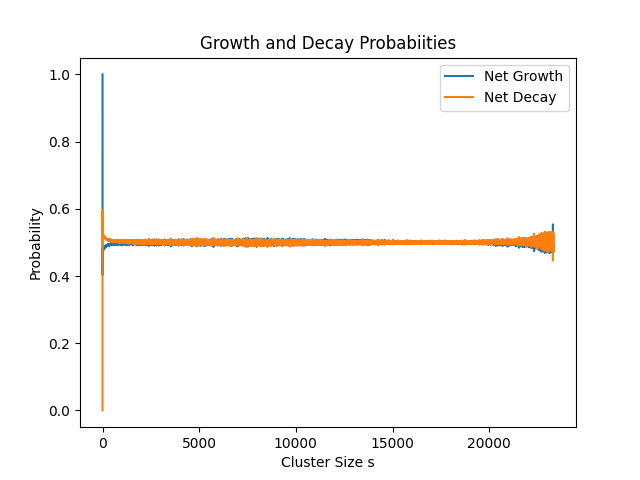 Growth and Decay Probabiities
Net Growth
Net Decay
1.0
0.8
0.6
0.4
0.2
0.0
Probability
0 5000 10000 15000 20000
Cluster Size s